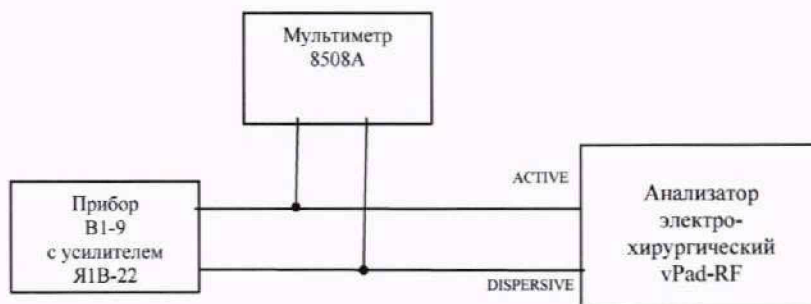 Мультиметр
8508А
ACTIVE
Прибор
В1-9
с усилителем
Я1В-22
Анализатор
электро-
хирургический
vPad-RF
DISPERSIVE